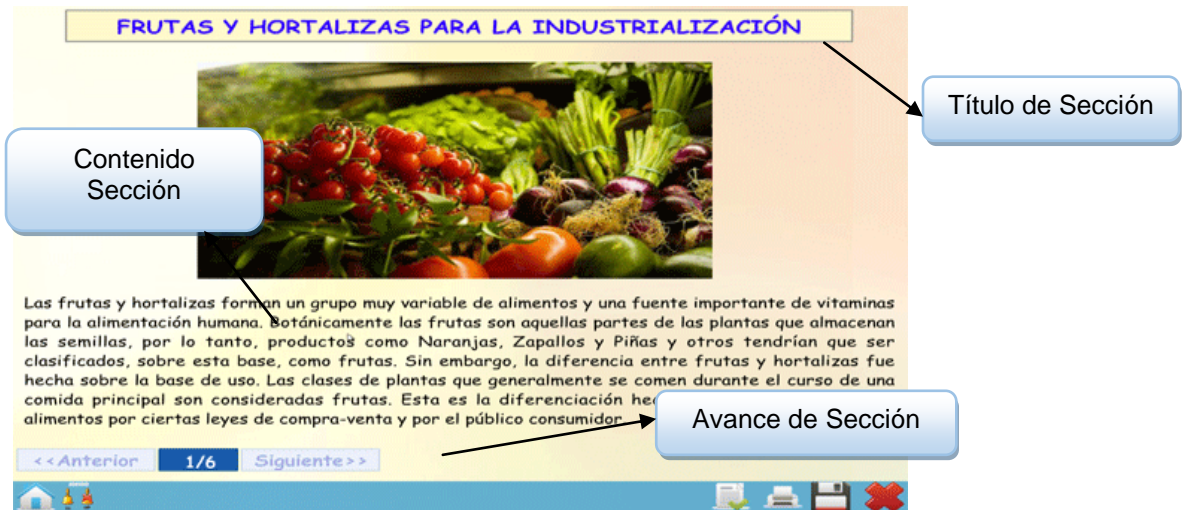 FRUTAS Y HORTALIZAS PARA LA INDUSTRIALIZACIÓN
Título de Sección
Contenido
Sección
Las frutas y hortalizas forman un grupo muy variable de alimentos y una fuente importante de vitaminas
para la alimentación humana. Botánicamente las frutas son aquellas partes de las plantas que almacenan
las semillas, por lo tanto, productos como Naranjas, Zapallos y Piñas y otros tendrían que ser
clasificados, sobre esta base, como frutas. Sin embargo, la diferencia entre frutas y hortalizas fue
hecha sobre la base de uso. Las clases de plantas que generalmente se comen durante el curso de una
comida principal son consideradas frutas. Esta es la diferenciación
alimentos por ciertas leyes de compra-venta y por el público consumidor
Avance de Sección
<<Anterior 1/6 Siguiente>>